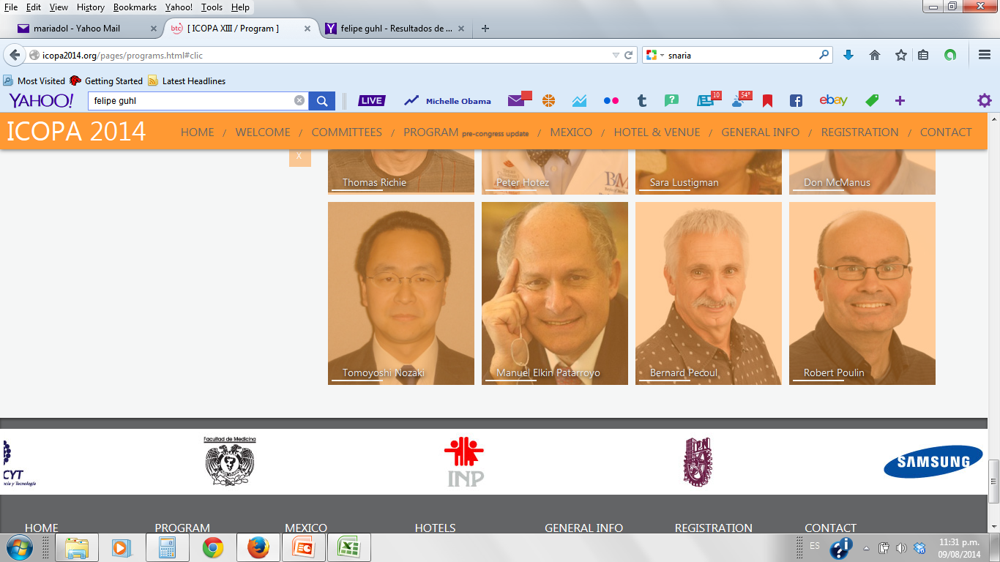 File Edit View History Bookmarks Yahoo! Tools Help
mariadol - Yahoo Mail
btc [ ICOPA XIII / Program ]
felipe guhl - Resultados de ...
icopa2014.org/pages/programs.html#clic
snaria
Most Visited Getting Started Latest Headlines
YAHOO! felipe guhl LIVE Michelle Obama 10 54° ebay
ICOPA 2014 HOME / WELCOME / COMMITTEES / PROGRAM pre-congress update / MEXICO / HOTEL & VENUE / GENERAL INFO / REGISTRATION / CONTACT
X
Thomas Richie Peter Hotez Sara Lustigman Don McManus
Tomoyoshi Nozaki Manuel Elkin Patarroyo Bernard Pecoul Robert Poulin
Facultad de Medicina
CYT
INP
SAMSUNG
HOME PROGRAM MEXICO HOTELS GENERAL INFO REGISTRATION CONTACT
ES 11:31 p.m.
09/08/2014